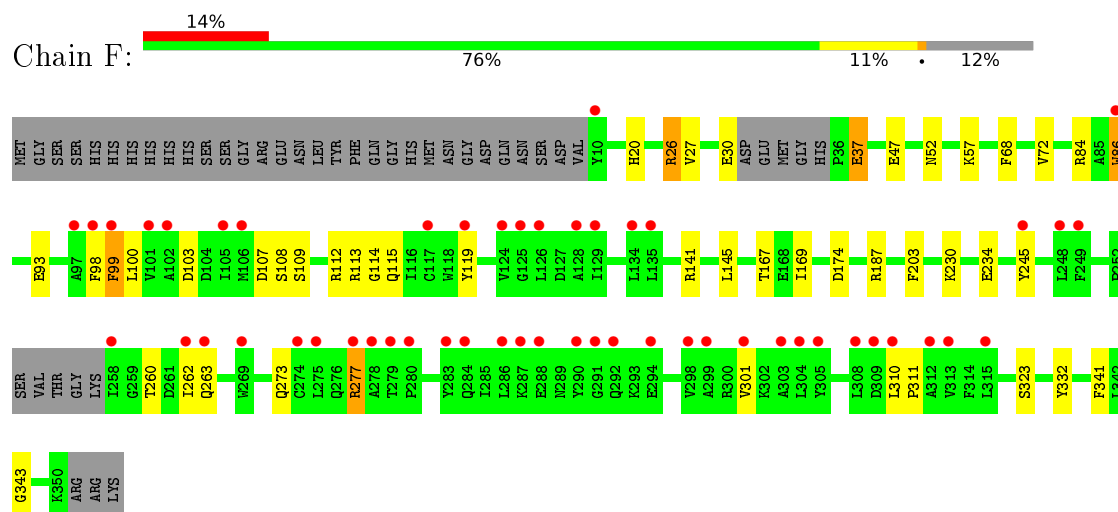 14%
Chain F:
76% 11% • 12%
MET GLY SER SER HIS HIS HIS HIS HIS HIS SER SER GLY ARG GLU ASN LEU TYR PHE GLN GLY HIS MET ASN GLY ASP GLN ASN SER ASP VAL Y10 H20 R26 V27 E30 ASP GLU MET GLY HIS P36 E37 E47 N52 K57 F68 V72 R84 A85 W86
E93 A97 F98 F99 L100 V101 A102 D103 D104 I105 M106 D107 S108 S109 R112 R113 G114 Q115 I116 C117 W118 Y119 V124 G125 L126 D127 A128 I129 L134 L135 R141 L145 T167 E168 I169 D174 R187 F203 K230 E234 Y245 L248 F249
SER VAL THR GLY LYS I258 G259 T260 D261 I262 Q263 W269 Q273 C274 L275 Q276 R277 A278 T279 P280 Y283 Q284 I285 L286 K287 E288 N289 Y290 G291 Q292 K293 E294 V298 A299 R300 V301 K302 A303 L304 Y305 L308 D309 L310 P311 A312 V313 F314 L315 S323 Y332 F341
G343 K350 ARG ARG LYS